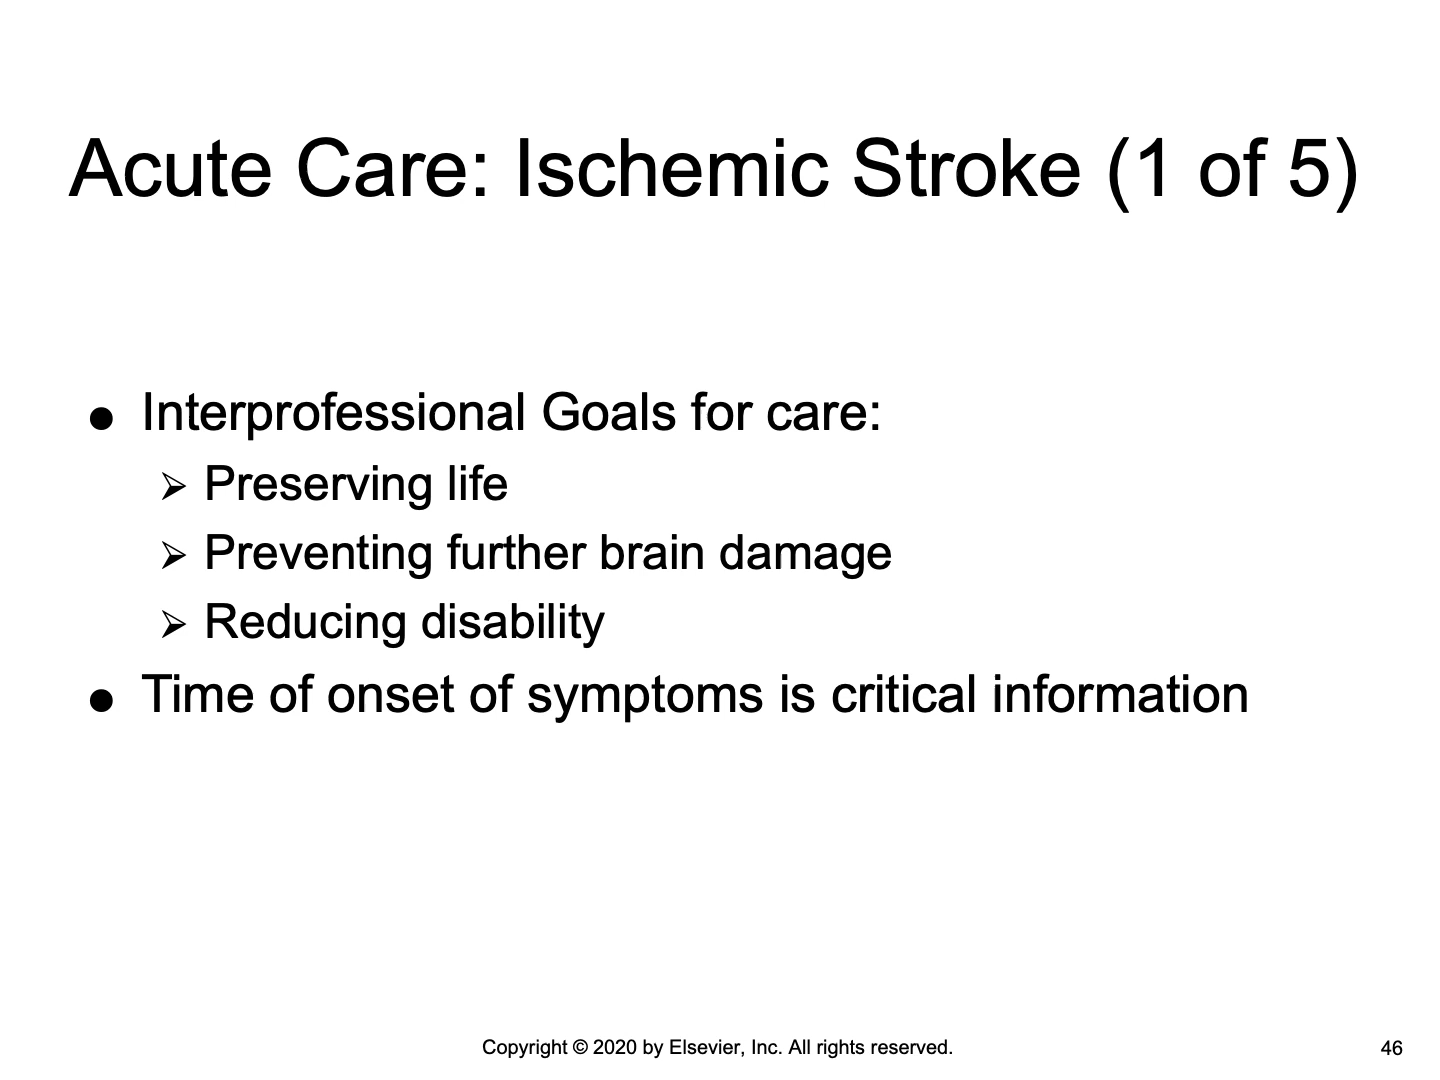 Acute Care: Ischemic Stroke (1 of 5)
● Interprofessional Goals for care:
➢ Preserving life
➢ Preventing further brain damage
➢ Reducing disability
● Time of onset of symptoms is critical information
Copyright © 2020 by Elsevier, Inc. All rights reserved.
46